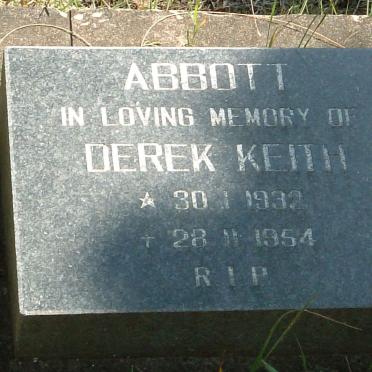 ABBOTT
IN LOVING MEMORY OF
DEREK KEITH
* 30 1 1932
+ 28 11 1954
R I P